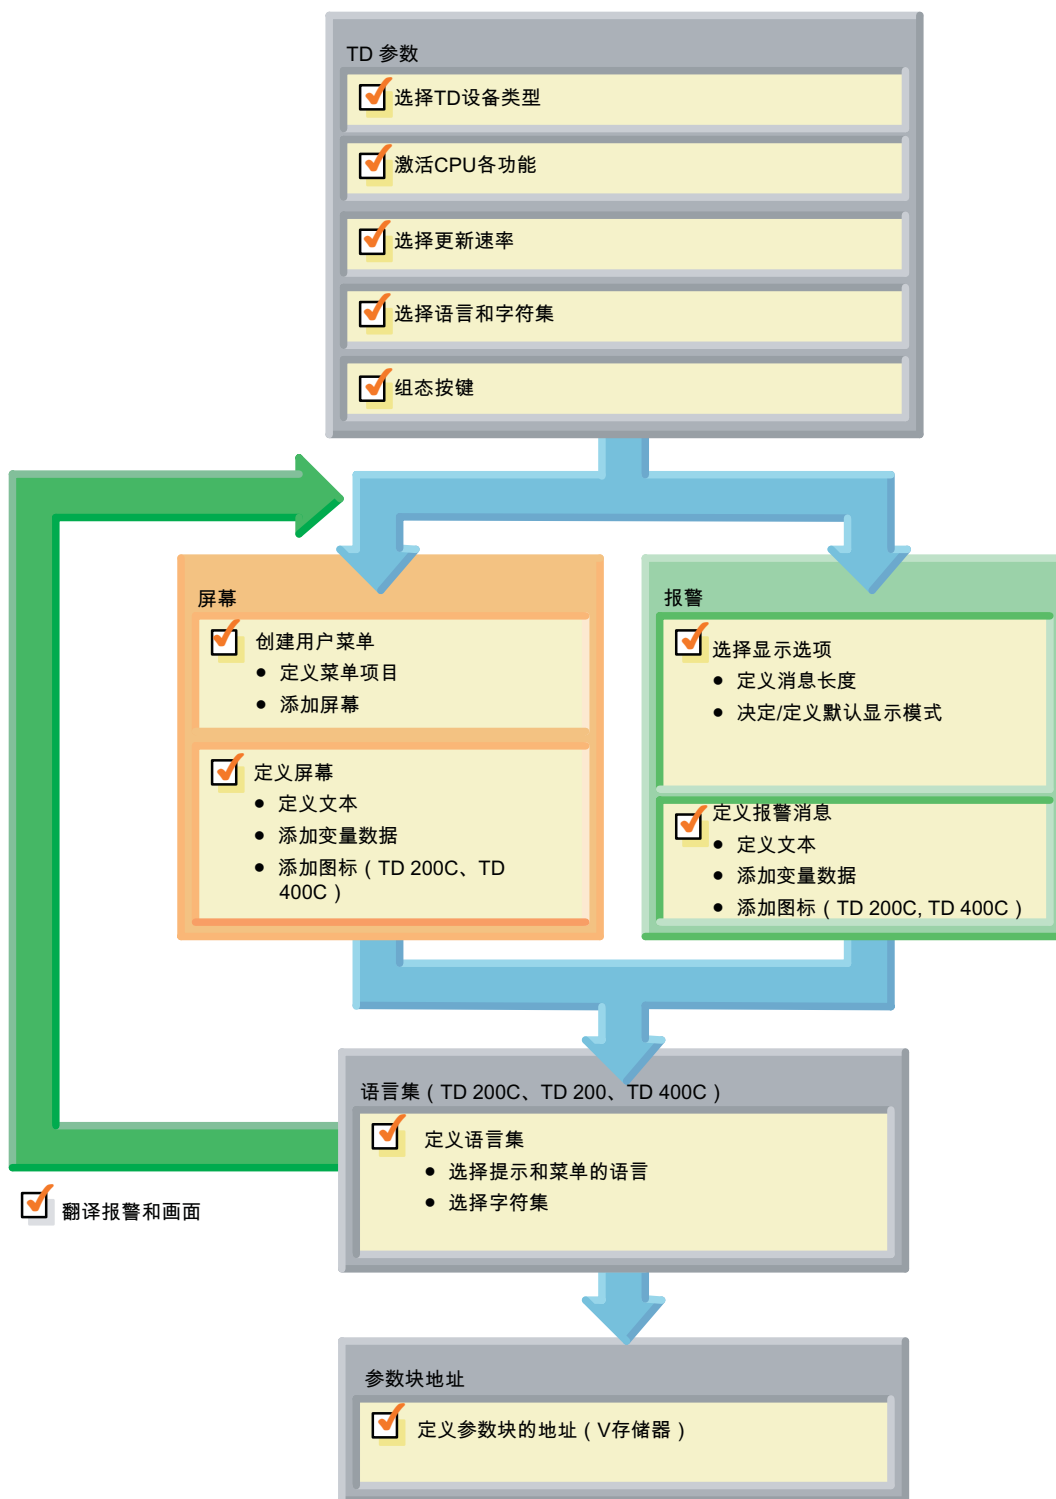 TD 参数
选择TD设备类型
激活CPU各功能
选择更新速率
选择语言和字符集
组态按键
屏幕
创建用户菜单
● 定义菜单项目
● 添加屏幕
定义屏幕
● 定义文本
● 添加变量数据
● 添加图标（TD 200C、TD
400C）
报警
选择显示选项
● 定义消息长度
● 决定/定义默认显示模式
定义报警消息
● 定义文本
● 添加变量数据
● 添加图标（TD 200C, TD 400C）
语言集（TD 200C、TD 200、TD 400C）
定义语言集
● 选择提示和菜单的语言
● 选择字符集
翻译报警和画面
参数块地址
定义参数块的地址（V存储器）